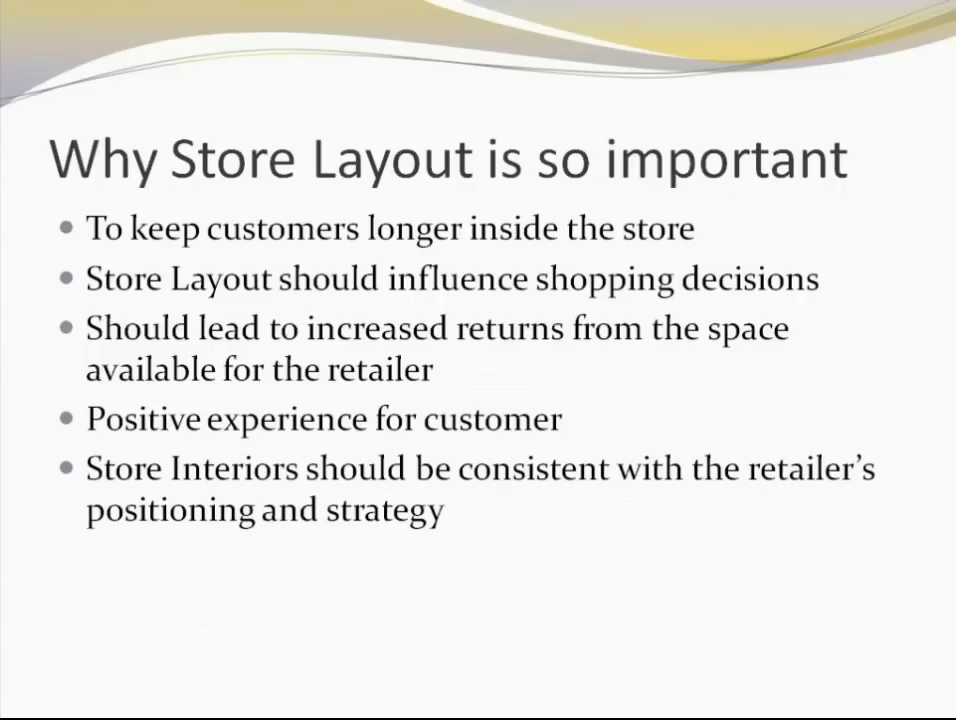 Why Store Layout is so important
• To keep customers longer inside the store
• Store Layout should influence shopping decisions
• Should lead to increased returns from the space
available for the retailer
• Positive experience for customer
• Store Interiors should be consistent with the retailer’s
positioning and strategy